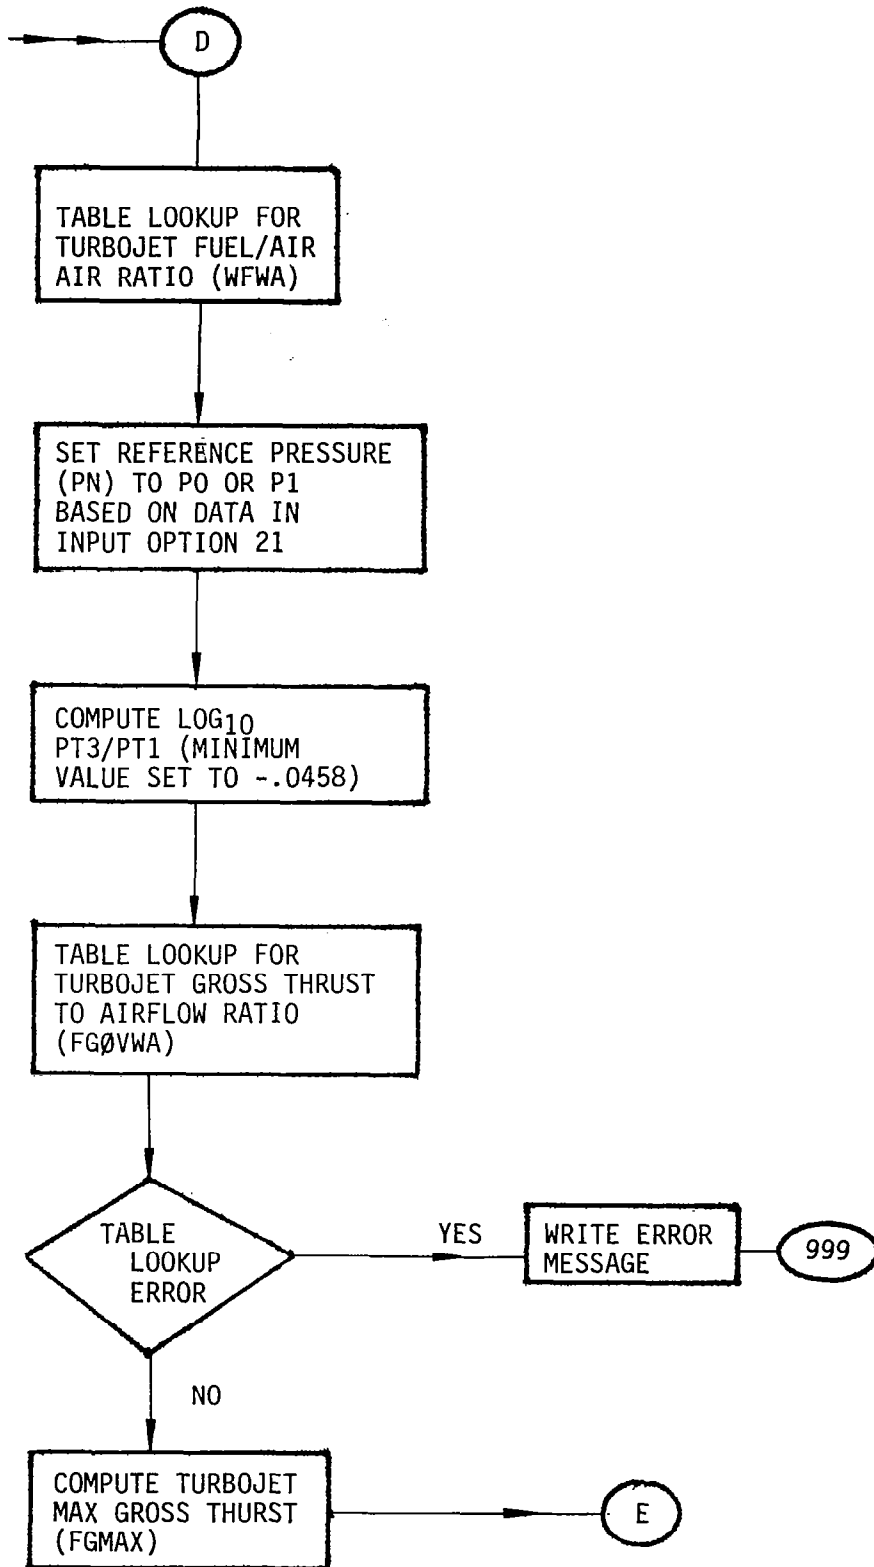 D
TABLE LOOKUP FOR
TURBOJET FUEL/AIR
AIR RATIO (WFWA)
SET REFERENCE PRESSURE
(PN) TO PO OR P1
BASED ON DATA IN
INPUT OPTION 21
COMPUTE LOG10
PT3/PT1 (MINIMUM
VALUE SET TO -.0458)
TABLE LOOKUP FOR
TURBOJET GROSS THRUST
TO AIRFLOW RATIO
(FGØVWA)
TABLE
LOOKUP
ERROR
YES
WRITE ERROR
MESSAGE
999
NO
COMPUTE TURBOJET
MAX GROSS THURST
(FGMAX)
E